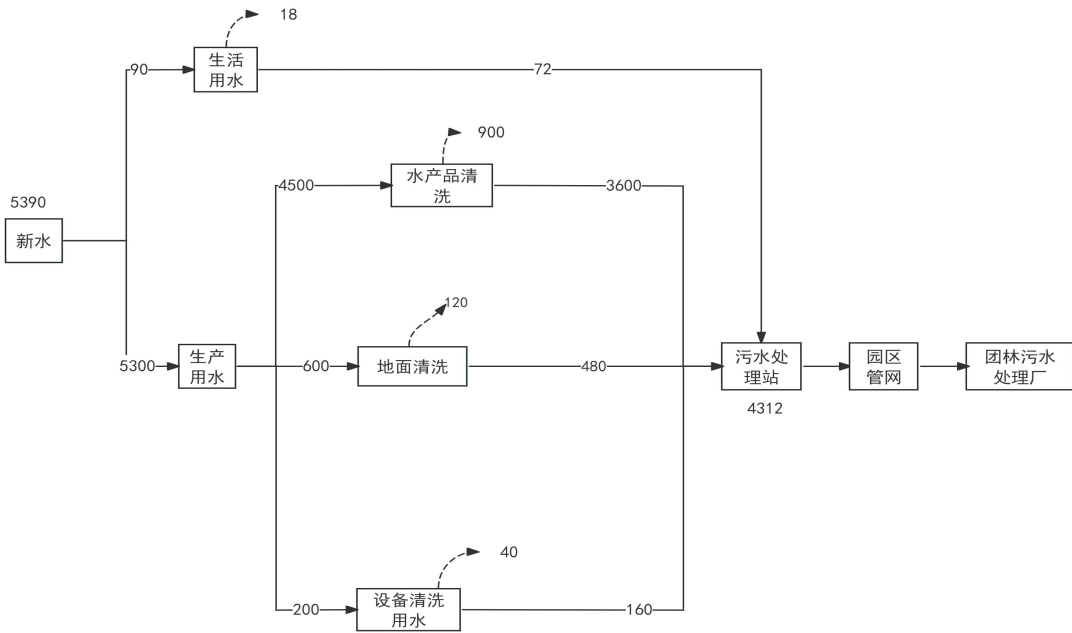 18
生活
用水
90
72
900
水产品清
洗
4500
3600
5390
新水
120
生产
用水
5300
600
地面清洗
480
污水处
理站
4312
园区
管网
团林污水
处理厂
40
设备清洗
用水
200
160